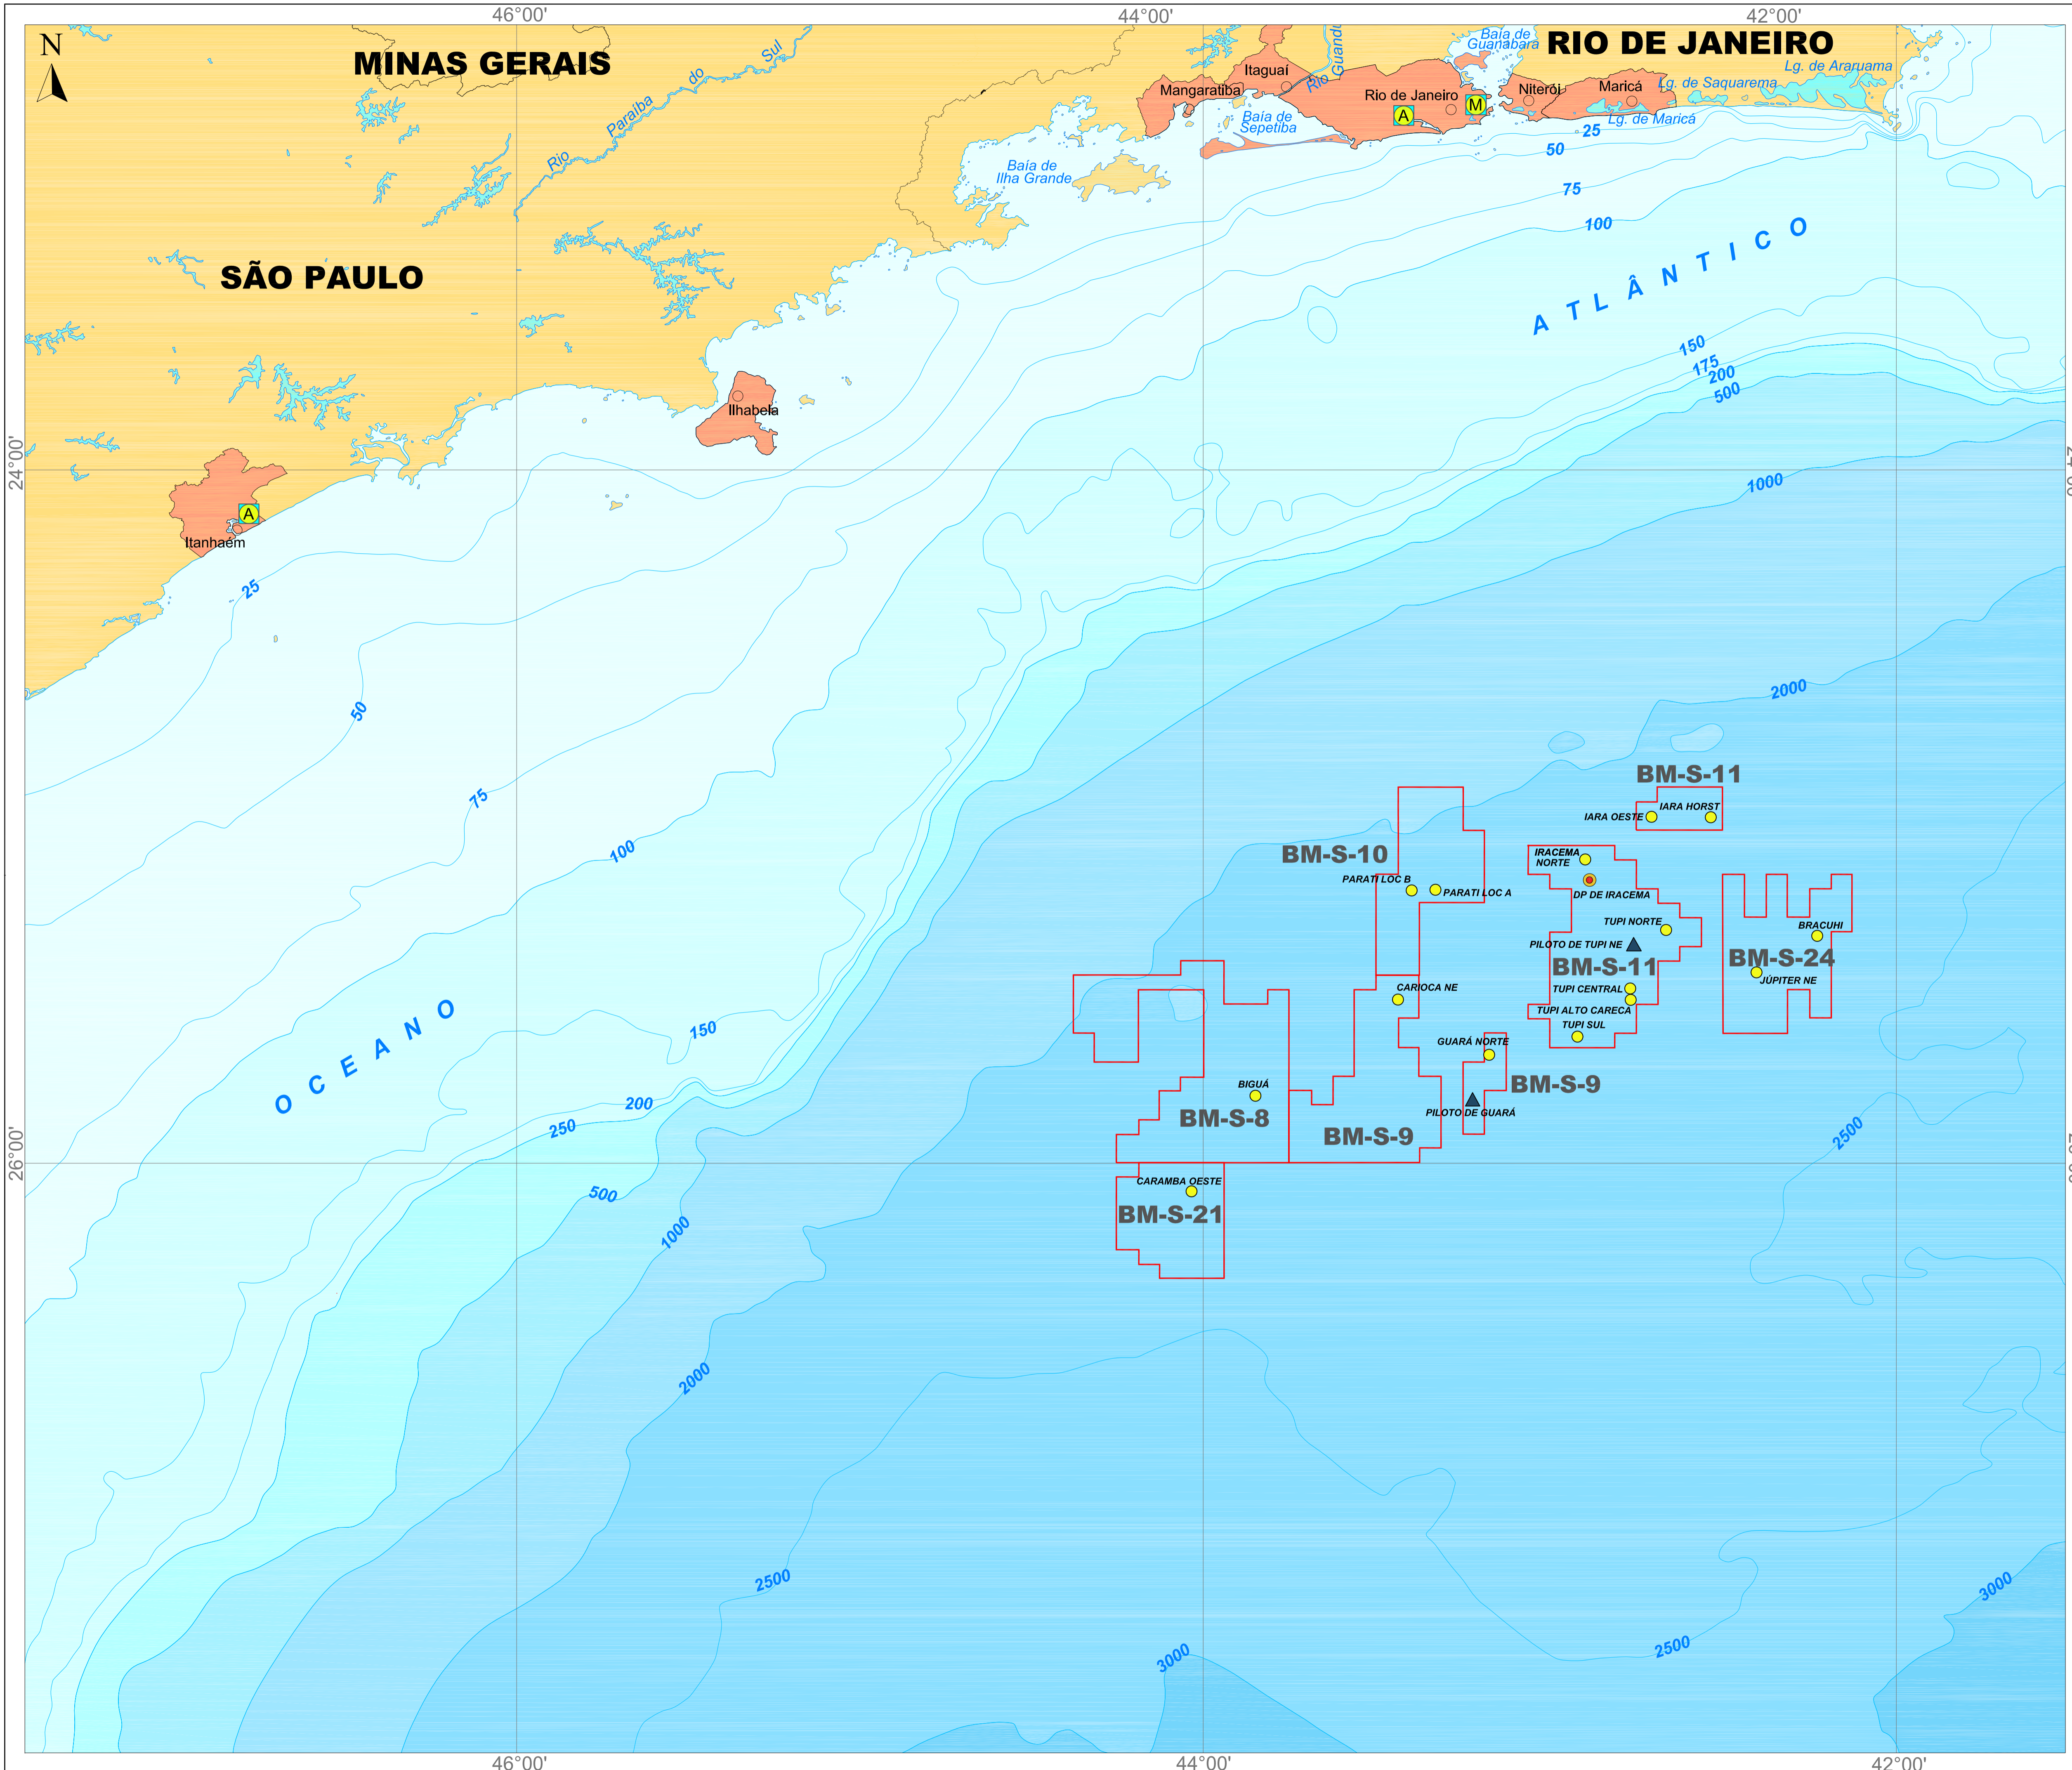 46°00'
44°00'
42°00'
N
MINAS GERAIS
RIO DE JANEIRO
SÃO PAULO
Rio
Paraíba
do
Sul
Baía de
Guanabara
Rio Guandu
Itaguaí
Mangaratiba
Rio de Janeiro
A
M
Niterói
Maricá
Lg. de Araruama
Lg. de Saquarema
Lg. de Maricá
Baía de
Sepetiba
Baía de
Ilha Grande
25
50
75
100
ATLÂNTICO
150
175
200
500
1000
2000
Ilhabela
24°00'
A
Itanhaém
25
50
75
100
150
200
250
500
1000
2000
2500
3000
OCEANO
BM-S-11
IARA HORST
IARA OESTE
BM-S-10
PARATI LOC B
PARATI LOC A
IRACEMA
NORTE
DP DE IRACEMA
TUPI NORTE
PILOTO DE TUPI NE
BM-S-11
TUPI CENTRAL
TUPI ALTO CARECA
TUPI SUL
BRACUHI
BM-S-24
JÚPITER NE
CARIOCA NE
GUARÁ NORTE
BM-S-9
PILOTO DE GUARÁ
BIGUÁ
BM-S-8
BM-S-9
CARAMBA OESTE
BM-S-21
2500
2500
3000
26°00'
46°00'
44°00'
42°00'